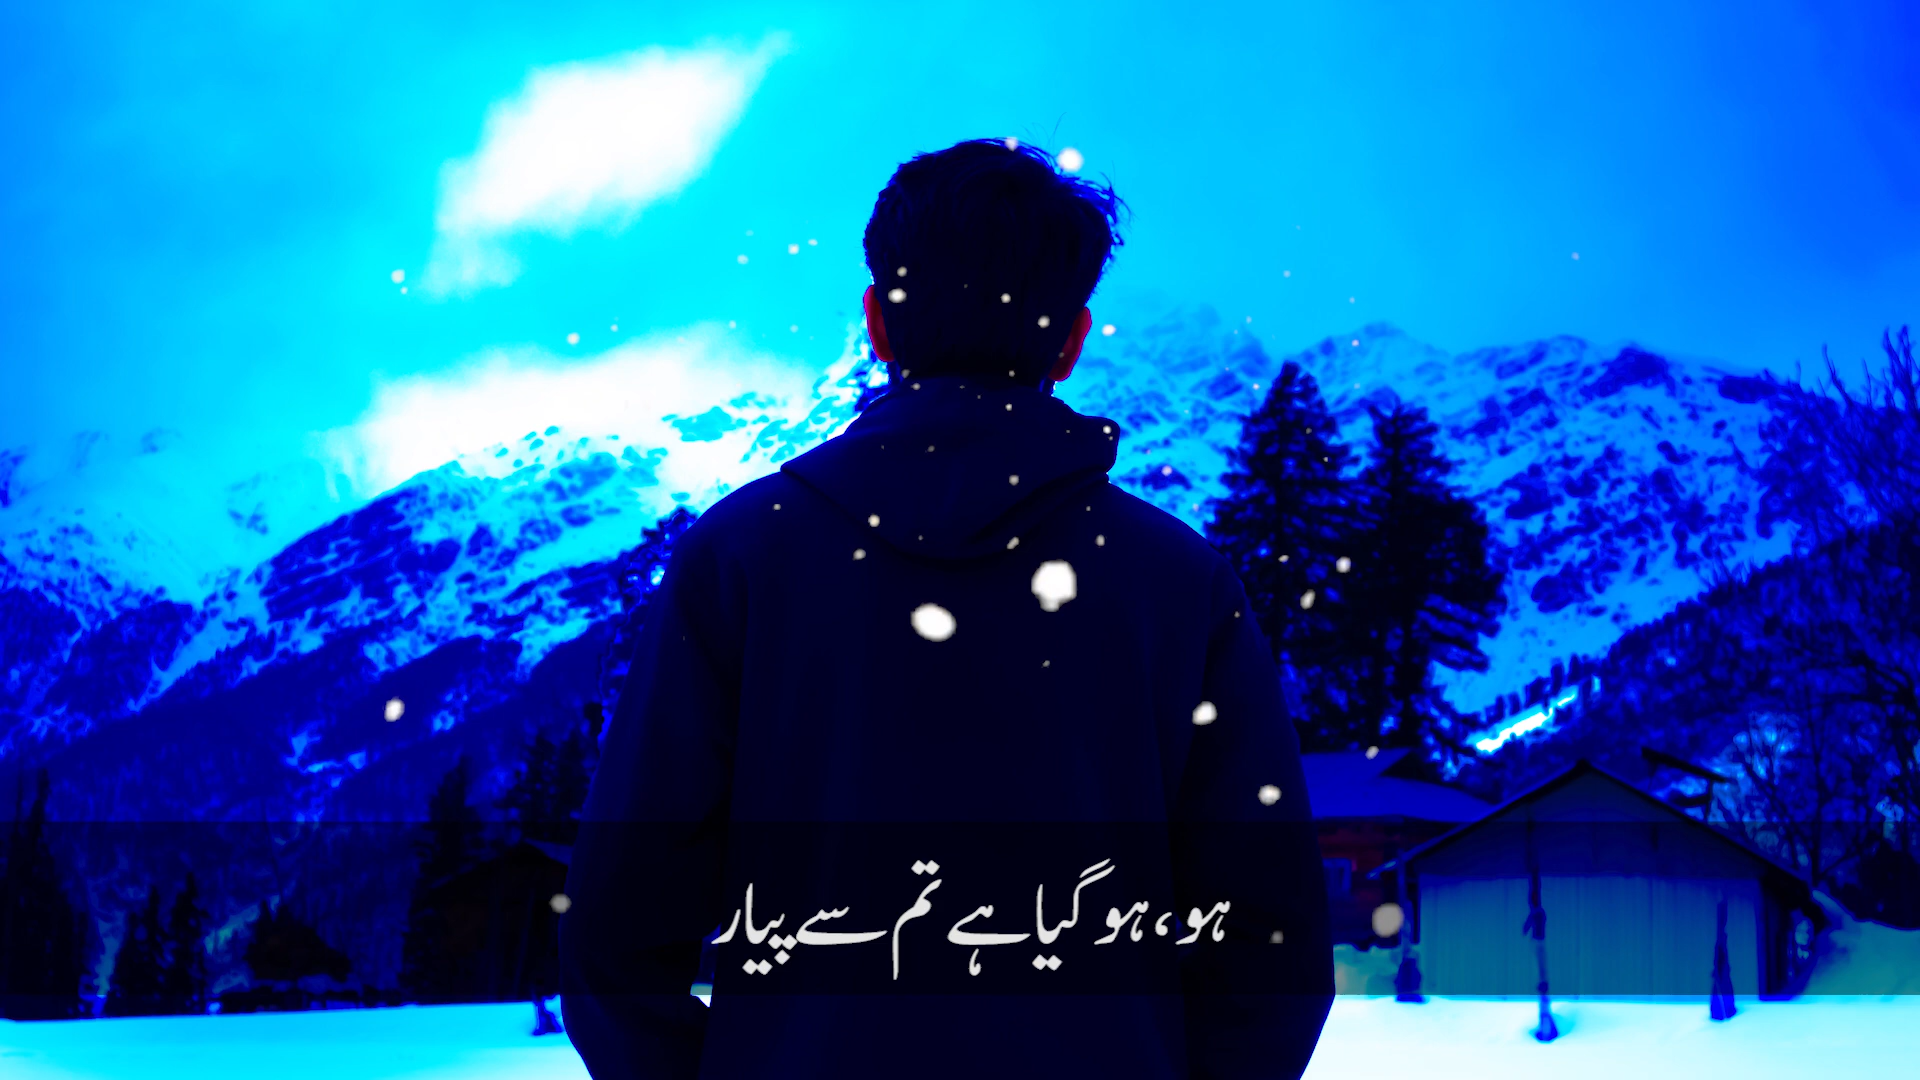 ہو، ہو گیا ہے تم سے پیار